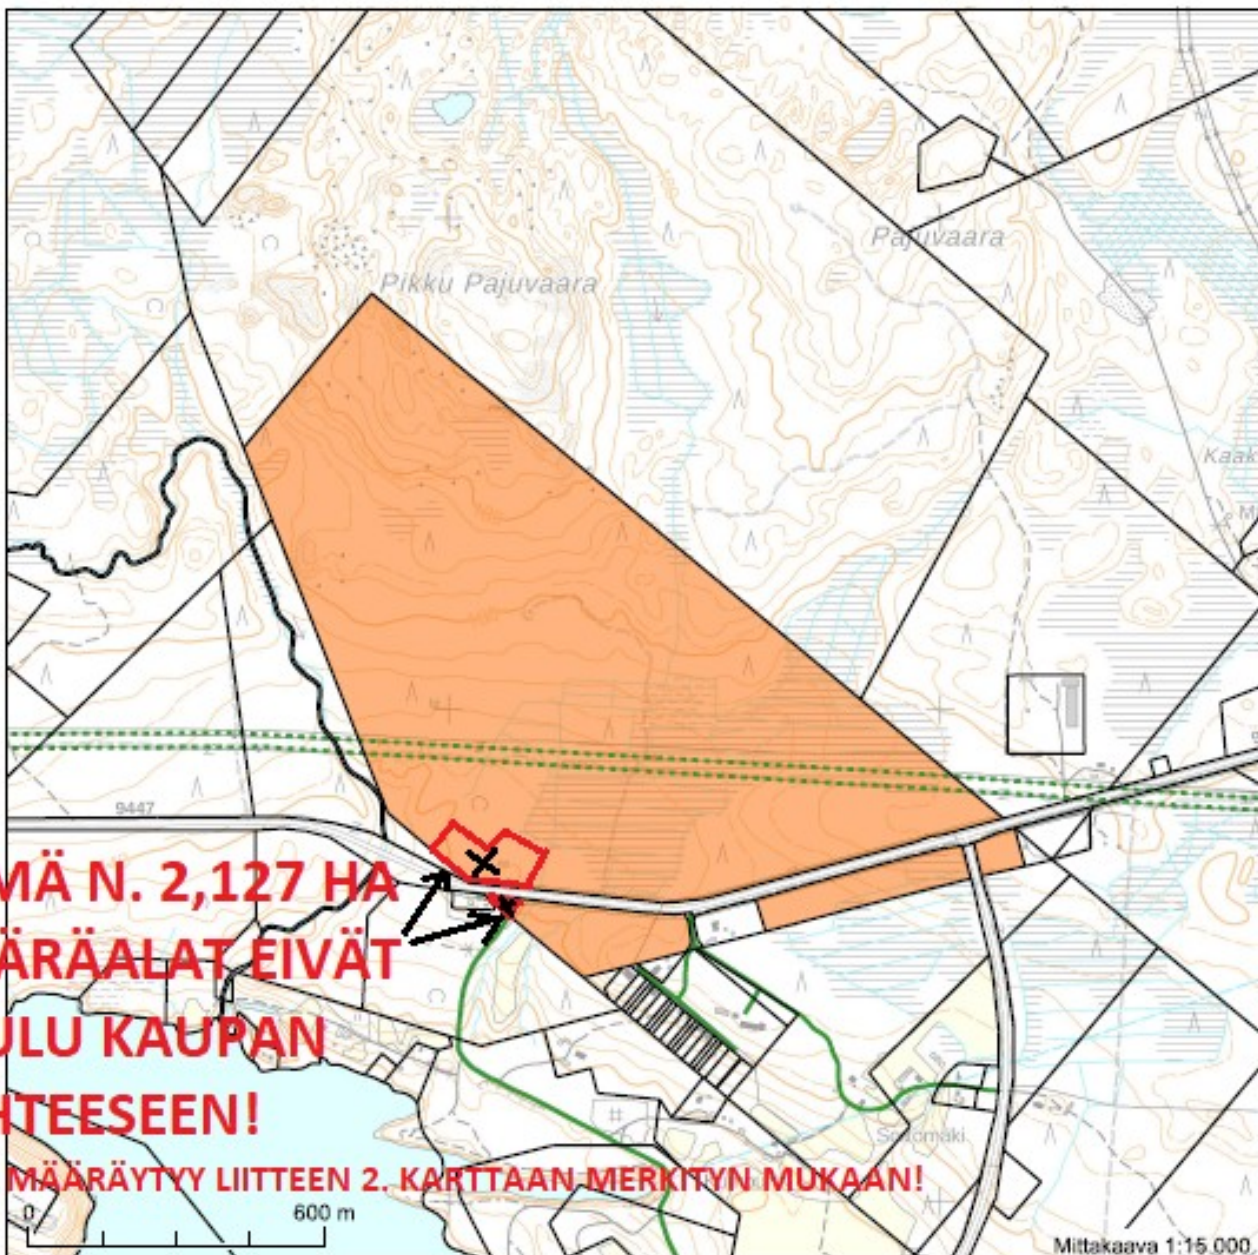 Pajuvaara
Pikku Pajuvaara
Kaak
9447
MÄ N. 2,127 HA
ÄRÄALAT EIVÄT
ULU KAUPAN
HTEESEEN!
MÄÄRÄYTYY LIITTEEN 2. KARTTAAN MERKITYN MUKAAN!
0 600 m
Mittakaava 1:15 000